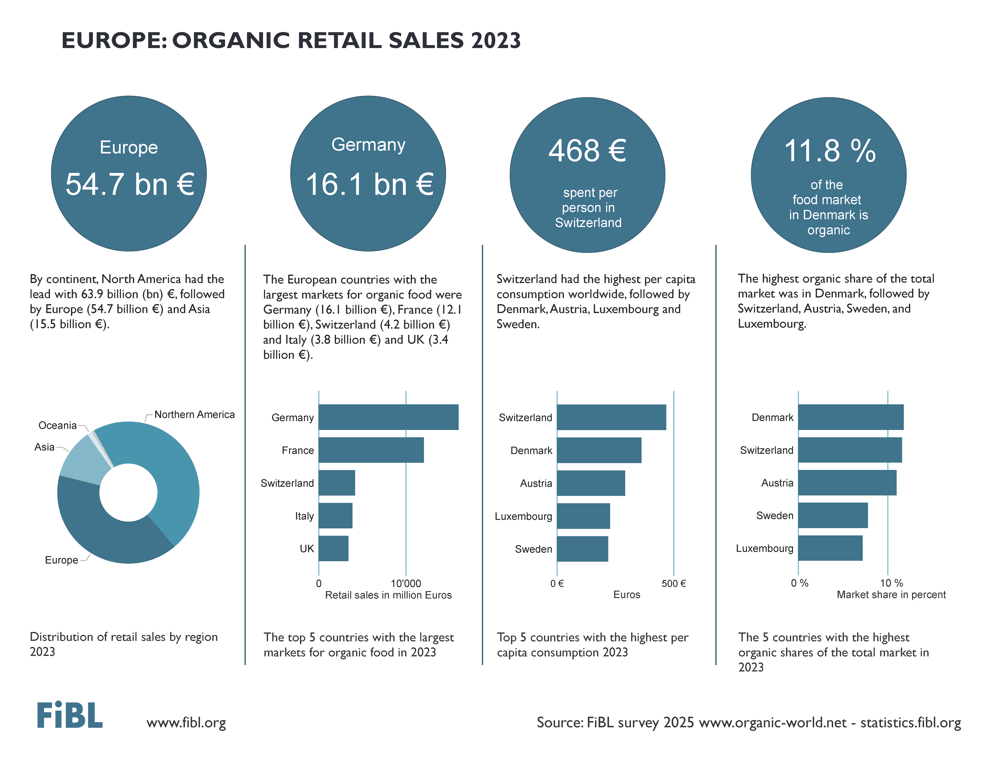 EUROPE: ORGANIC RETAIL SALES 2023
Europe
54.7 bn €
By continent, North America had the
lead with 63.9 billion (bn) €, followed
by Europe (54.7 billion €) and Asia
(15.5 billion €).
Northern America
Oceania
Asia
Europe
Distribution of retail sales by region
2023
Germany
16.1 bn €
The European countries with the
largest markets for organic food were
Germany (16.1 billion €), France (12.1
billion €), Switzerland (4.2 billion €)
and Italy (3.8 billion €) and UK (3.4
billion €).
Germany
France
Switzerland
Italy
UK
0 10'000
Retail sales in million Euros
The top 5 countries with the largest
markets for organic food in 2023
468 €
spent per
person in
Switzerland
Switzerland had the highest per capita
consumption worldwide, followed by
Denmark, Austria, Luxembourg and
Sweden.
Switzerland
Denmark
Austria
Luxembourg
Sweden
0 € 500 €
Euros
Top 5 countries with the highest per
capita consumption 2023
11.8 %
of the
food market
in Denmark is
organic
The highest organic share of the total
market was in Denmark, followed by
Switzerland, Austria, Sweden, and
Luxembourg.
Denmark
Switzerland
Austria
Sweden
Luxembourg
0 % 10 %
Market share in percent
The 5 countries with the highest
organic shares of the total market in
2023
FiBL
www.fibl.org
Source: FiBL survey 2025 www.organic-world.net - statistics.fibl.org